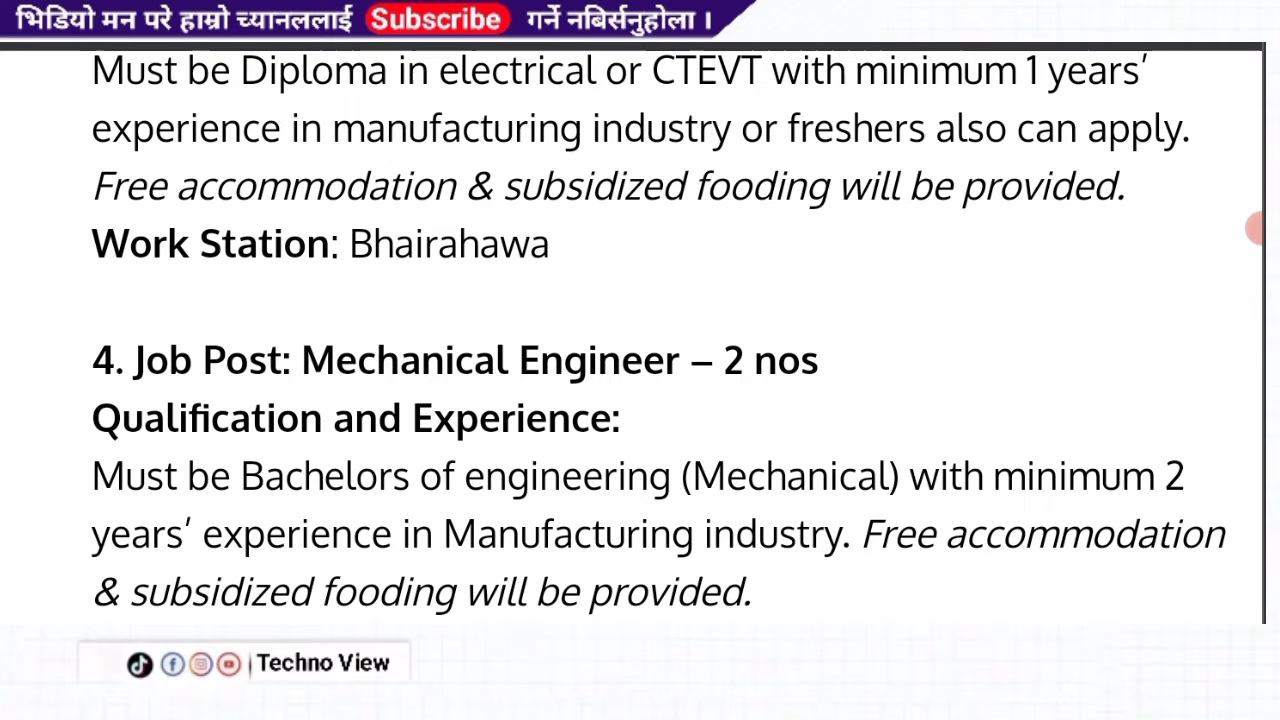 भिडियो मन परे हाम्रो च्यानललाई Subscribe गर्ने नबिर्सनुहोला ।
Must be Diploma in electrical or CTEVT with minimum 1 years’
experience in manufacturing industry or freshers also can apply.
Free accommodation & subsidized fooding will be provided.
Work Station: Bhairahawa
4. Job Post: Mechanical Engineer – 2 nos
Qualification and Experience:
Must be Bachelors of engineering (Mechanical) with minimum 2
years’ experience in Manufacturing industry. Free accommodation
& subsidized fooding will be provided.
Techno View